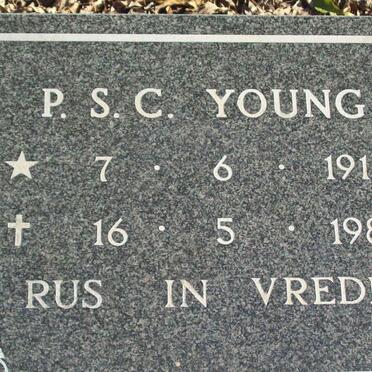 P. S. C. YOUNG
★ 7 · 6 · 191
✝ 16 · 5 · 198
RUS IN VRED